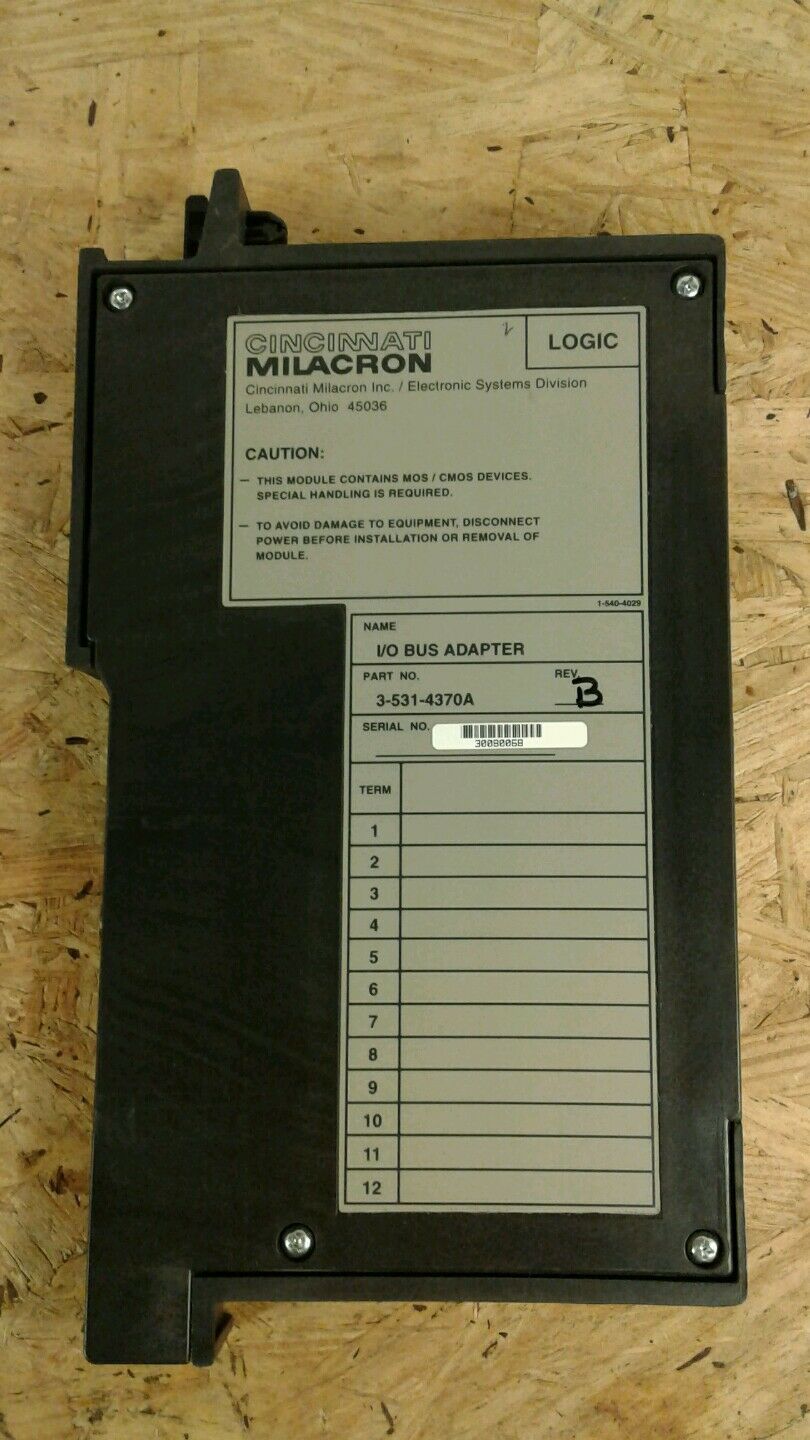 CINCINNATI
MILACRON
LOGIC
Cincinnati Milacron Inc. / Electronic Systems Division
Lebanon, Ohio 45036
CAUTION:
— THIS MODULE CONTAINS MOS / CMOS DEVICES.
SPECIAL HANDLING IS REQUIRED.
— TO AVOID DAMAGE TO EQUIPMENT, DISCONNECT
POWER BEFORE INSTALLATION OR REMOVAL OF
MODULE.
1-540-4029
NAME
I/O BUS ADAPTER
PART NO.
REV.
3-531-4370A
B
SERIAL NO.
30090068
TERM
1
2
3
4
5
6
7
8
9
10
11
12